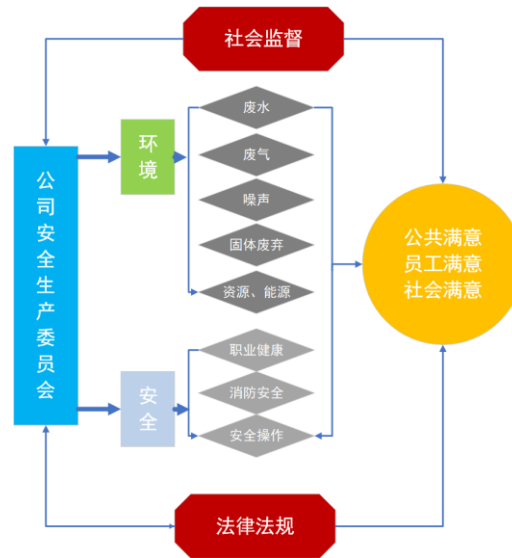 社会监督
环境
废水
废气
噪声
固体废弃
资源、能源
公司安全生产委员会
公共满意
员工满意
社会满意
安全
职业健康
消防安全
安全操作
法律法规